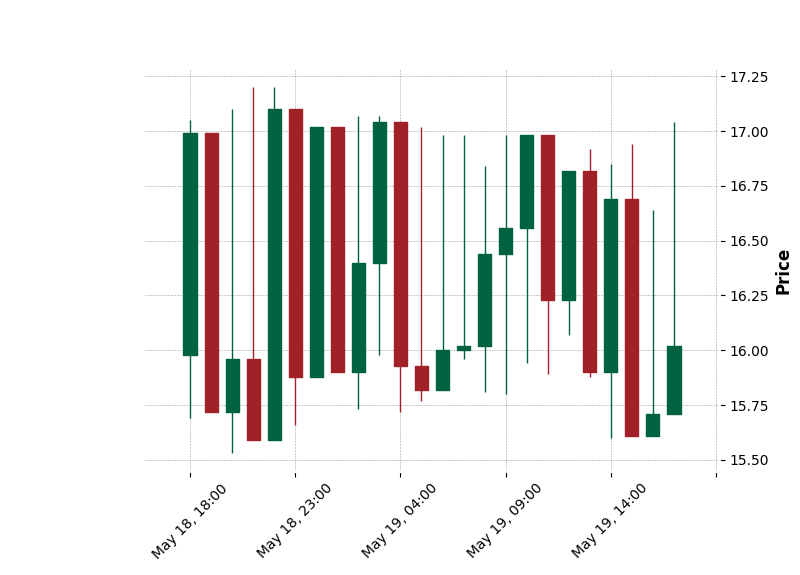 17.25
17.00
16.75
16.50
16.25
16.00
15.75
15.50
Price
May 18, 18:00
May 18, 23:00
May 19, 04:00
May 19, 09:00
May 19, 14:00